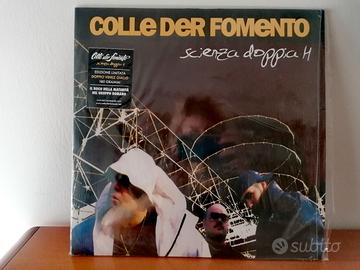 COLLE DER FOMENTO
scienza doppia H
Colle der Fomento
scienza doppia H
EDIZIONE LIMITATA
DOPPIO VINILE GIALLO
180 GRAMMI
IL DISCO DELLA MATURITÀ
DEL GRUPPO ROMANO
subito